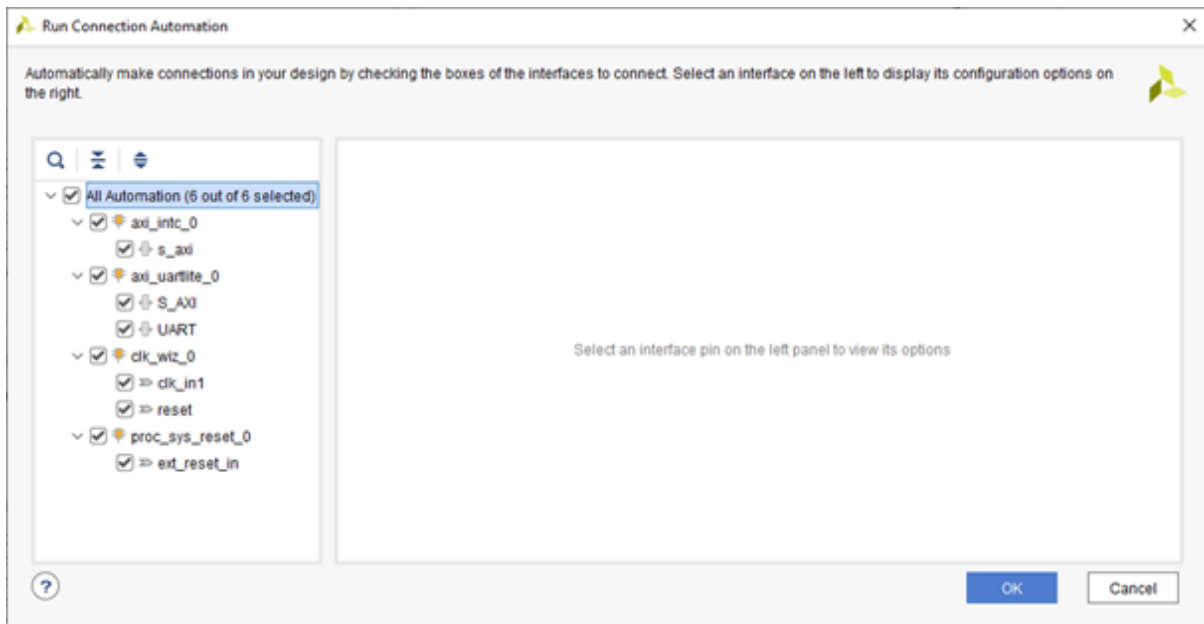 Run Connection Automation
Automatically make connections in your design by checking the boxes of the interfaces to connect. Select an interface on the left to display its configuration options on
the right.
All Automation (6 out of 6 selected)
axi_intc_0
s_axi
axi_uartlite_0
S_AXI
UART
clk_wiz_0
clk_in1
reset
proc_sys_reset_0
ext_reset_in
Select an interface pin on the left panel to view its options
?
OK
Cancel